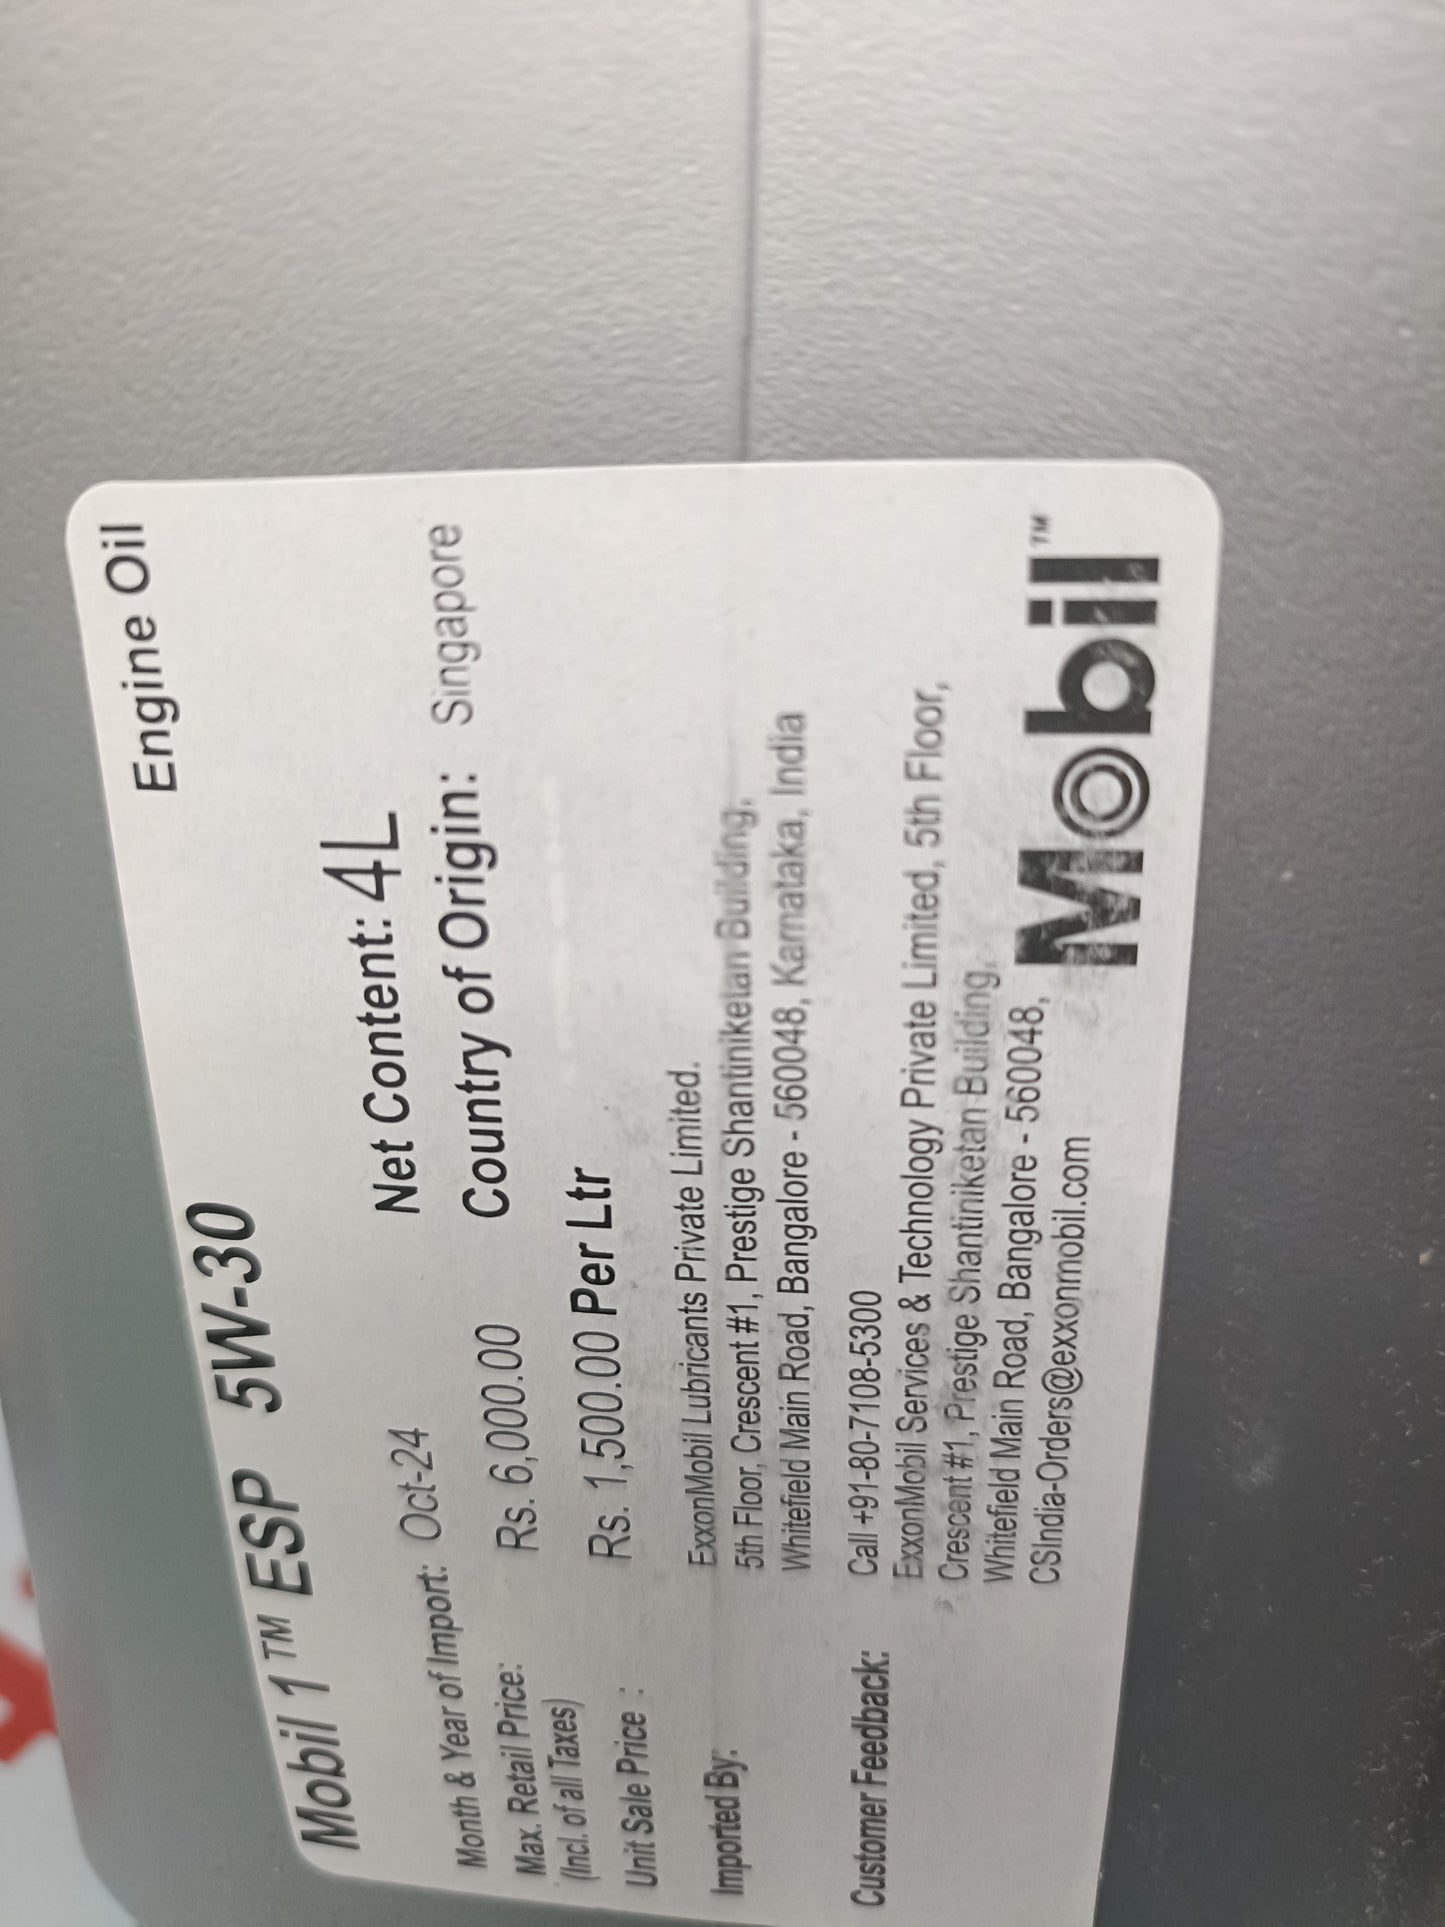 Engine Oil
Mobil 1™ ESP 5W-30
Month & Year of Import: Oct-24 Net Content: 4L
Max. Retail Price: Rs. 6,000.00 Country of Origin: Singapore
(Incl. of all Taxes)
Unit Sale Price : Rs. 1,500.00 Per Ltr
Imported By: ExxonMobil Lubricants Private Limited.
5th Floor, Crescent #1, Prestige Shantiniketan Building,
Whitefield Main Road, Bangalore - 560048, Karnataka, India
Customer Feedback: Call +91-80-7108-5300
ExxonMobil Services & Technology Private Limited, 5th Floor,
Crescent #1, Prestige Shantiniketan Building,
Whitefield Main Road, Bangalore - 560048,
CSIndia-Orders@exxonmobil.com
Mobil™